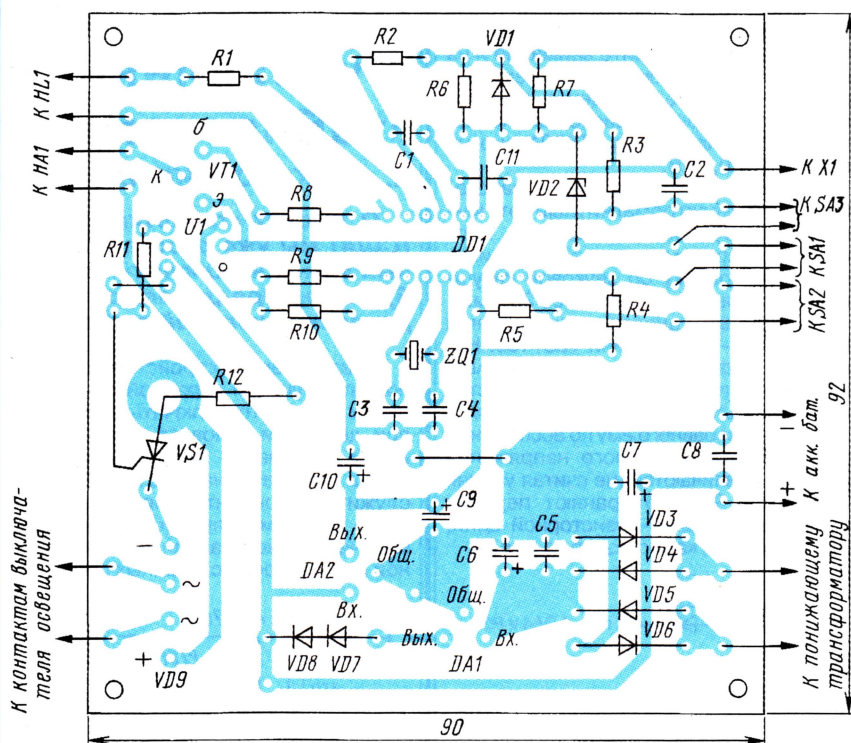 К HL1
R1
R2
VD1
К
R6
R7
б
C1
R3
К HA1
К
VT1
C11
VD2
C2
К X1
К
Э
R8
К SA3
U1
DD1
R11
R9
К SA1
R10
R5
R4
К SA2
ZQ1
R12
C3
C4
92
VS1
C7
C8
−
К акк. бат.
C10
+
+
+
C9
+
VD3
Вых.
C6
C5
−
Общ.
+
VD4
~
DA2
Общ.
VD5
~
Вх.
Вых.
Вх.
VD6
+
VD9
VD8
VD7
DA1
К контактам выключа-
теля освещения
К понижающему
трансформатору
90